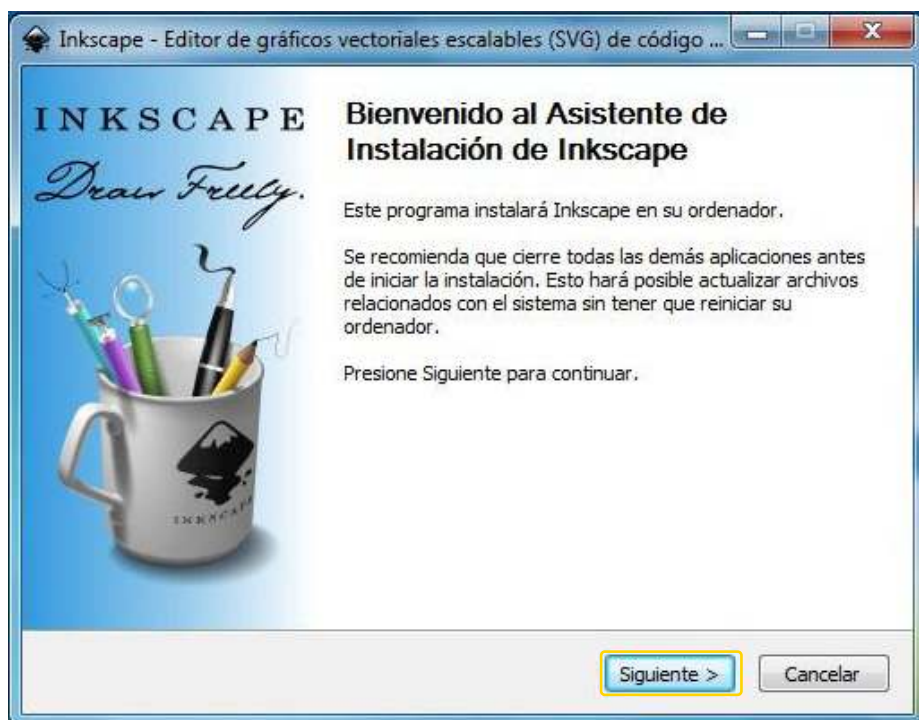 Inkscape - Editor de gráficos vectoriales escalables (SVG) de código ...
INKSCAPE
Draw Freely.
Bienvenido al Asistente de
Instalación de Inkscape
Este programa instalará Inkscape en su ordenador.
Se recomienda que cierre todas las demás aplicaciones antes
de iniciar la instalación. Esto hará posible actualizar archivos
relacionados con el sistema sin tener que reiniciar su
ordenador.
Presione Siguiente para continuar.
INKSCAPE
Siguiente >
Cancelar